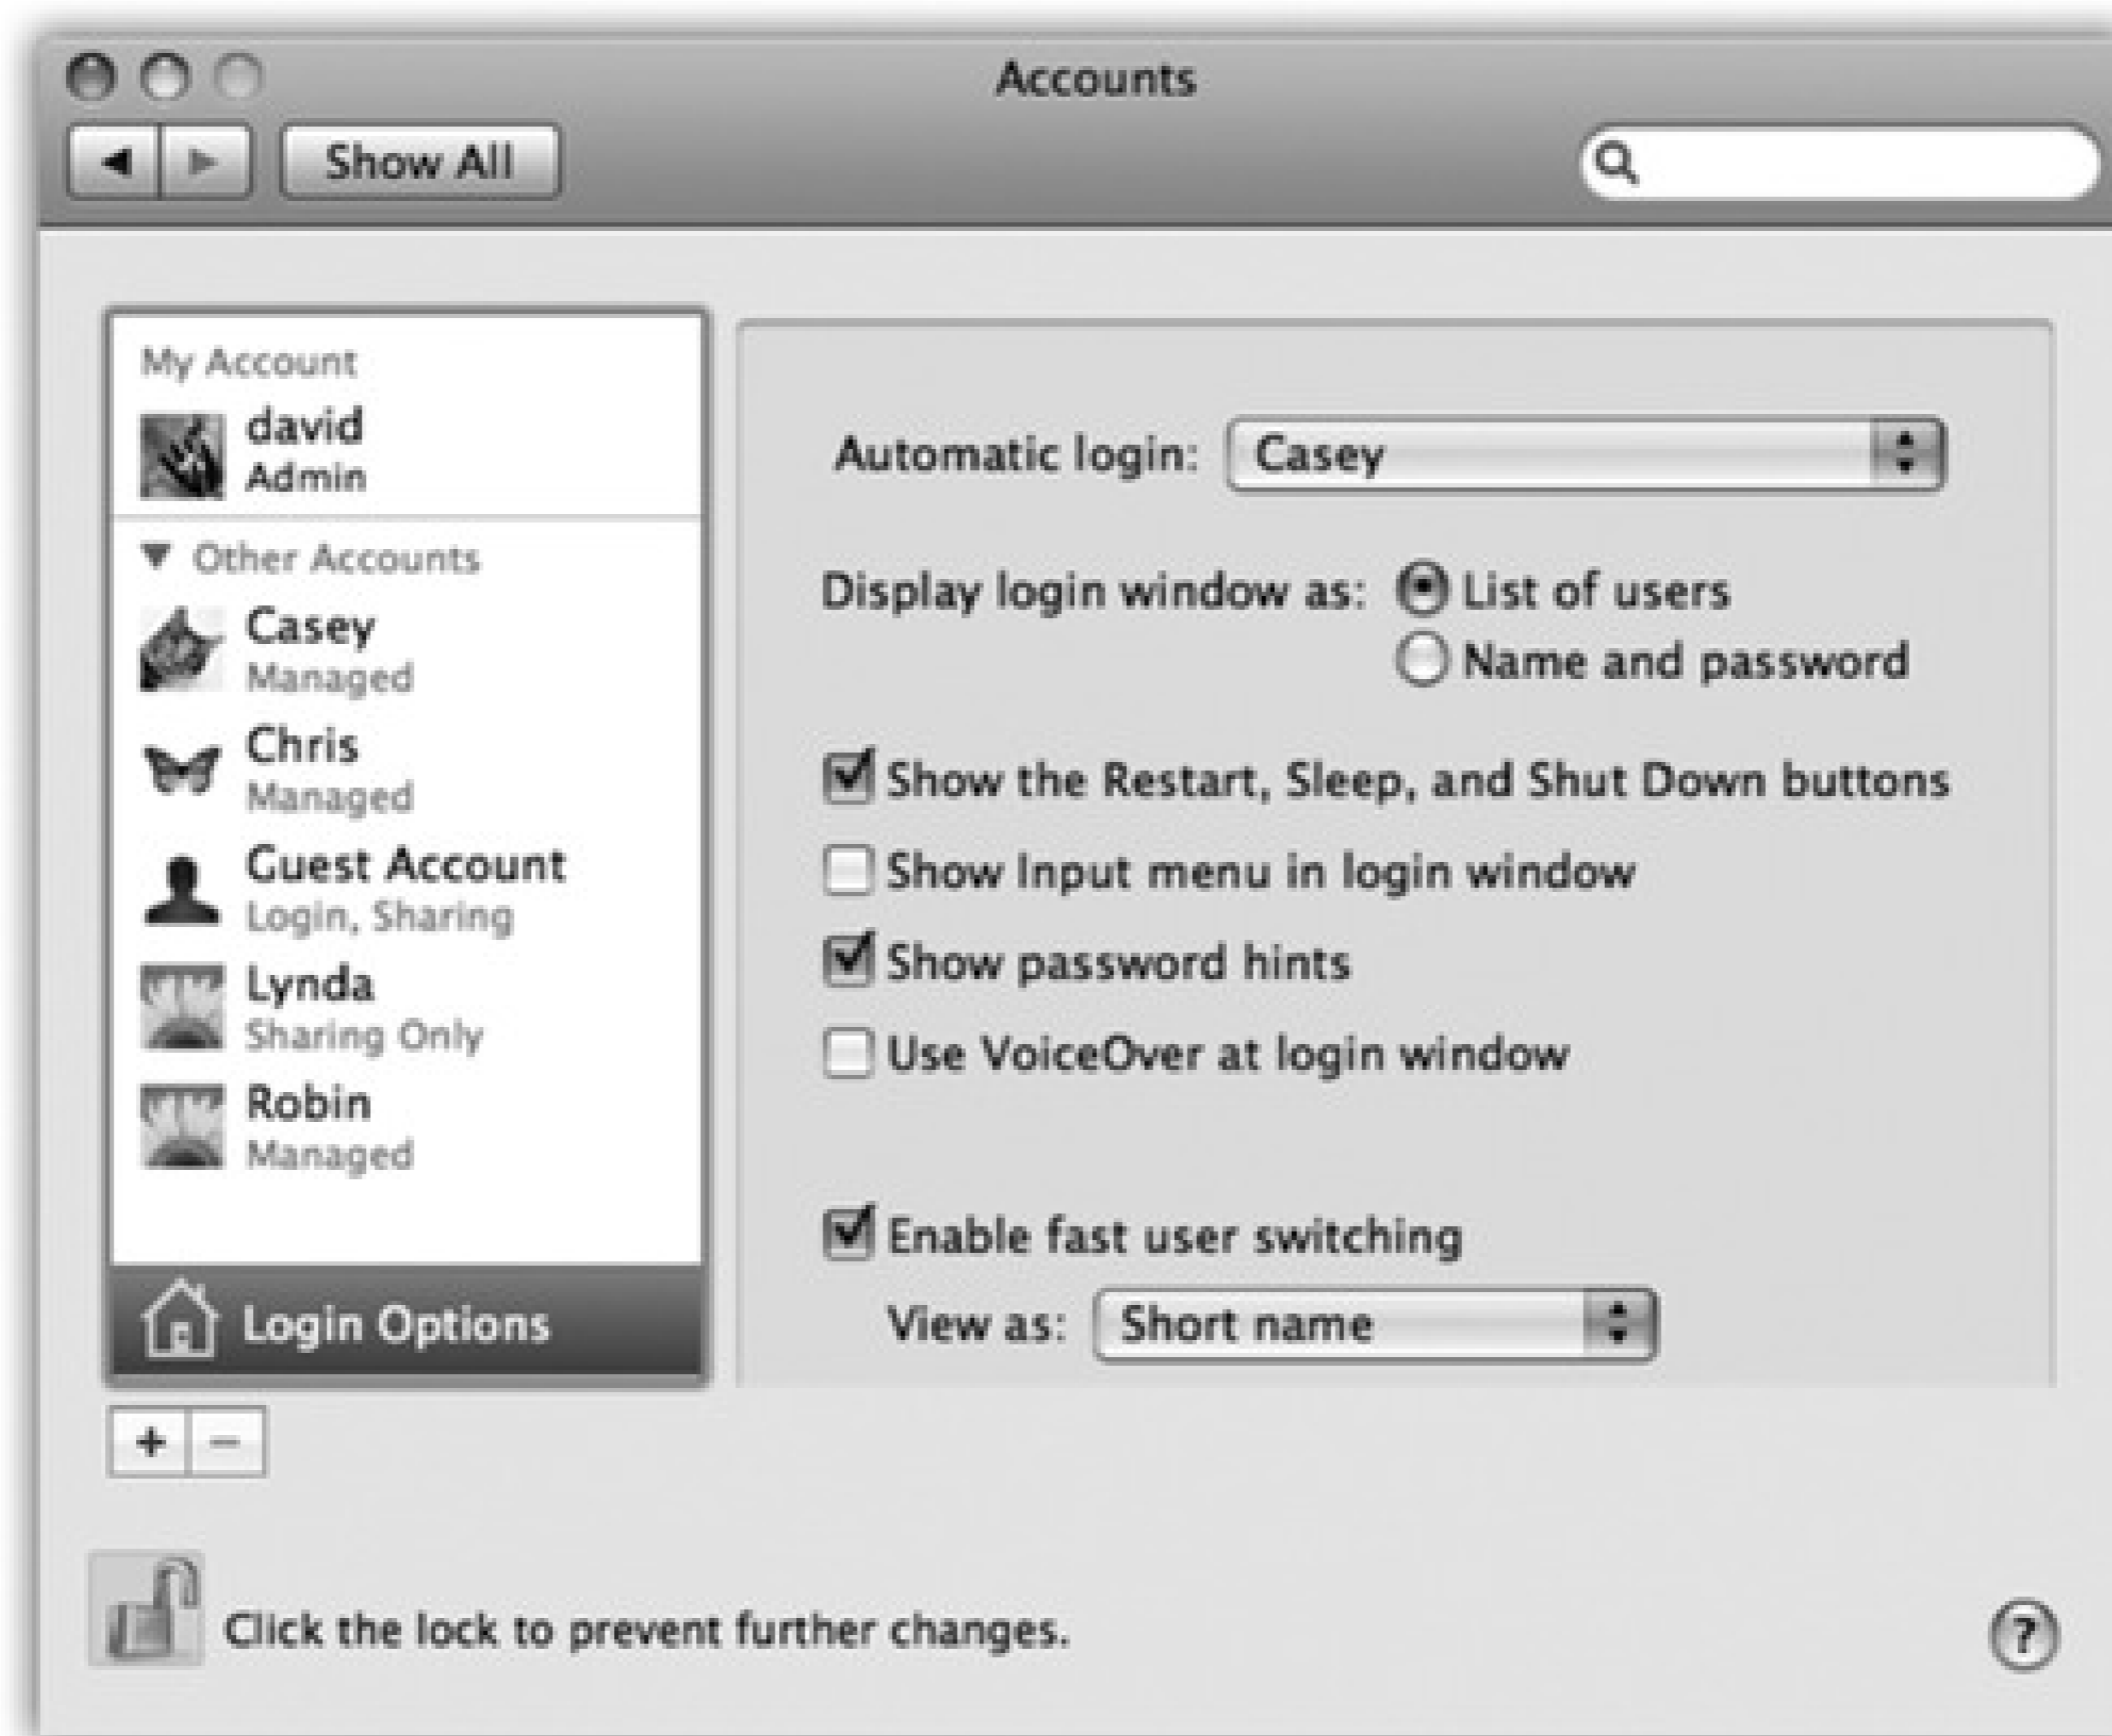 Accounts
Show All
My Account
david
Admin
Other Accounts
Casey
Managed
Chris
Managed
Guest Account
Login, Sharing
Lynda
Sharing Only
Robin
Managed
Login Options
+ −
Automatic login: Casey
Display login window as: List of users
Name and password
Show the Restart, Sleep, and Shut Down buttons
Show Input menu in login window
Show password hints
Use VoiceOver at login window
Enable fast user switching
View as: Short name
Click the lock to prevent further changes.
?